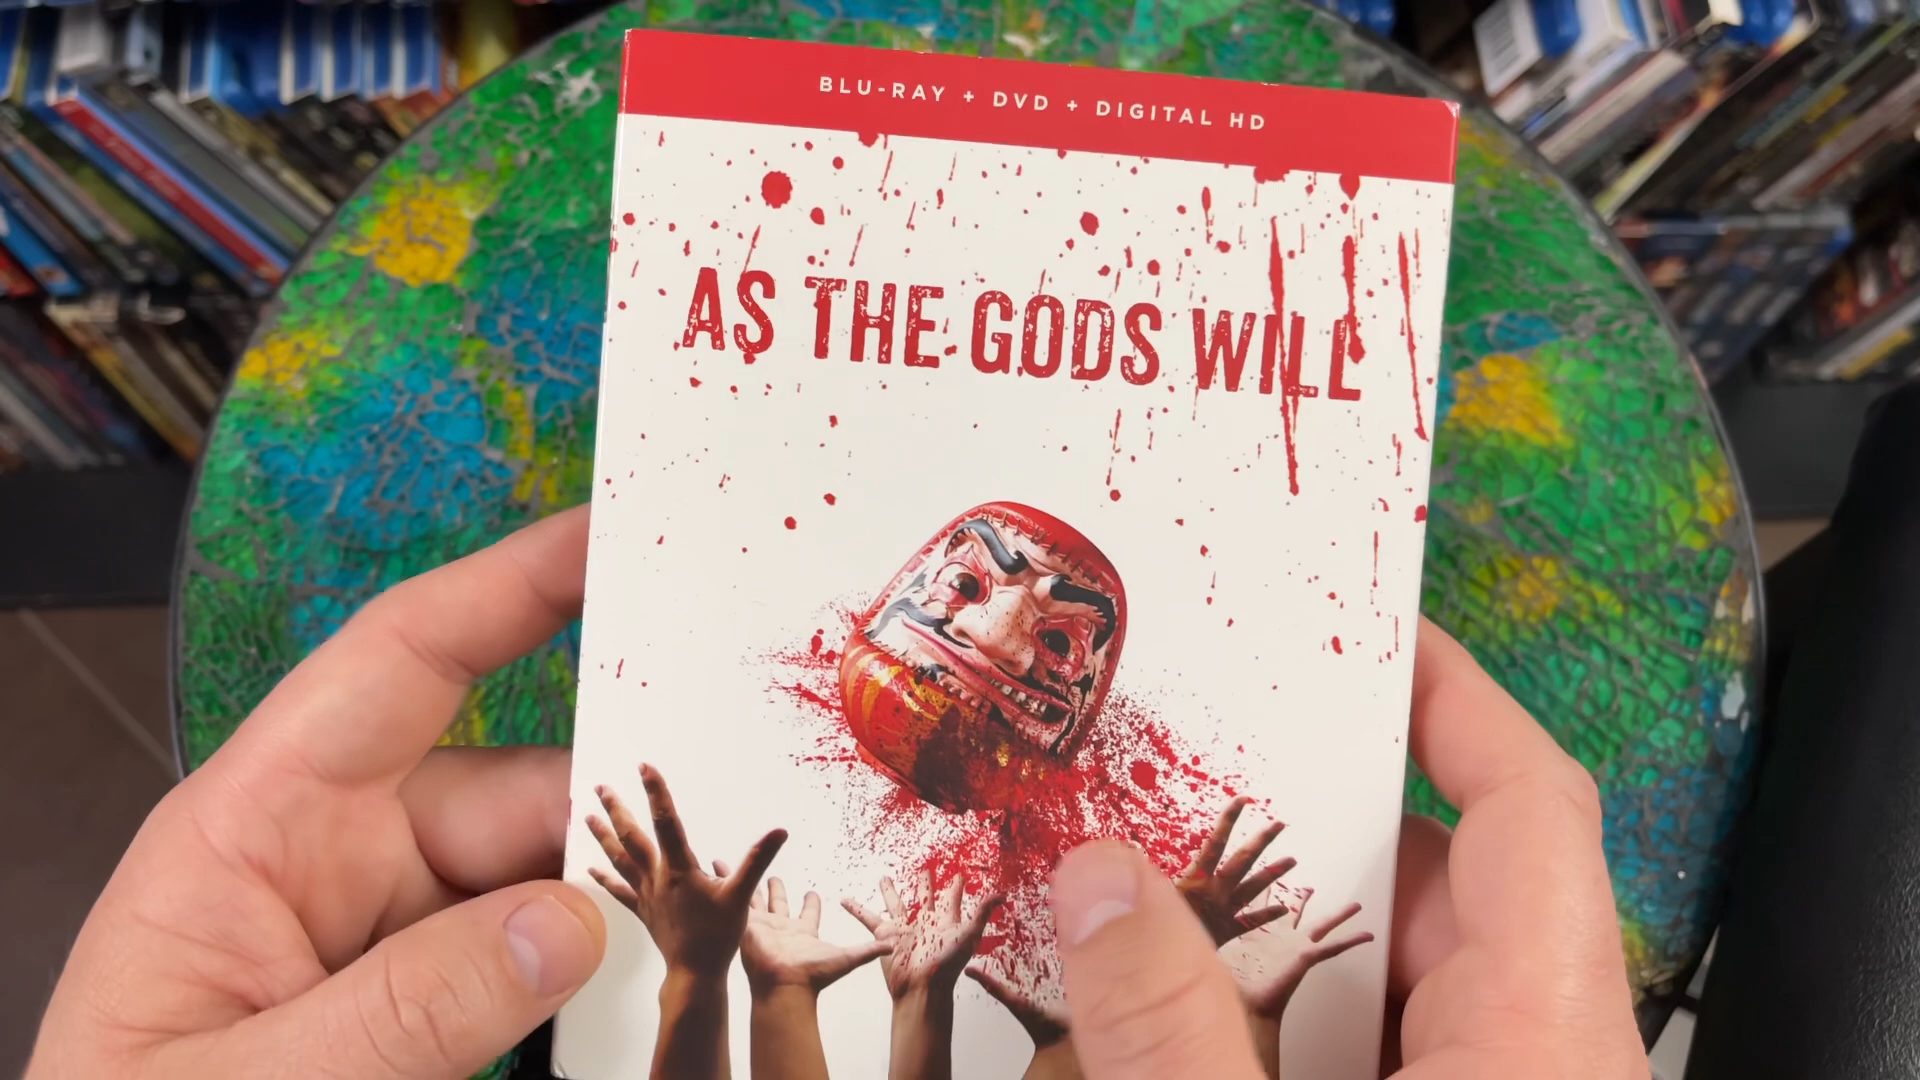 BLU-RAY + DVD + DIGITAL HD
AS THE GODS WILL